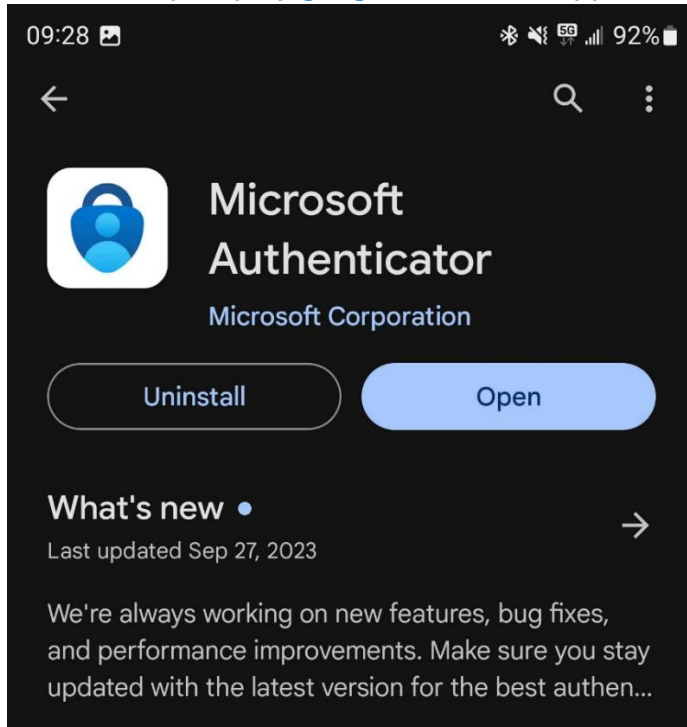 09:28 5G 92%
Microsoft
Authenticator
Microsoft Corporation
Uninstall Open
What's new
Last updated Sep 27, 2023
We're always working on new features, bug fixes,
and performance improvements. Make sure you stay
updated with the latest version for the best authen...